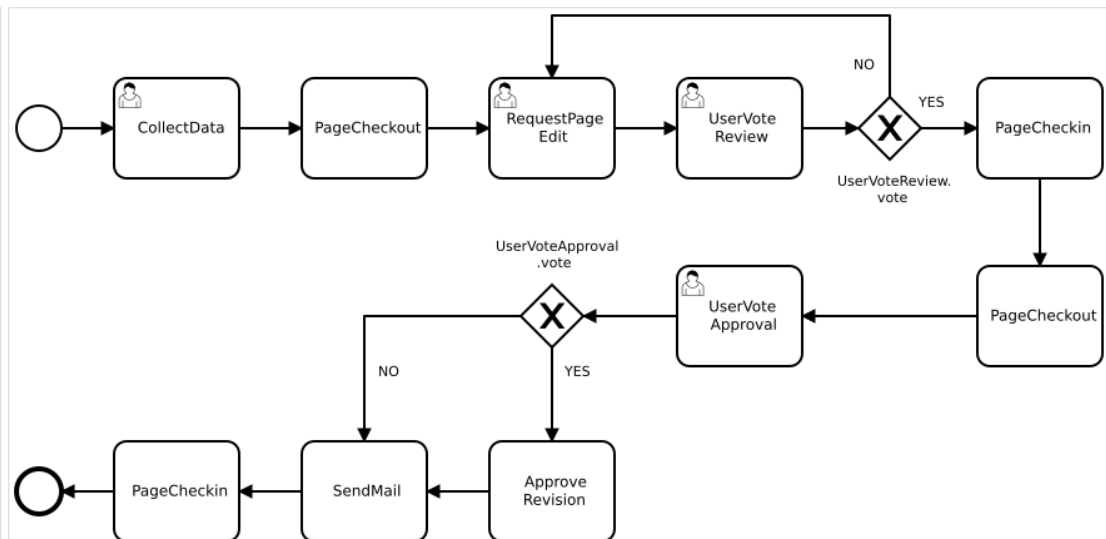 CollectData
PageCheckout
RequestPage
Edit
UserVote
Review
NO
YES
UserVoteReview.
vote
PageCheckin
PageCheckout
UserVote
Approval
UserVoteApproval
.vote
NO
YES
Approve
Revision
SendMail
PageCheckin